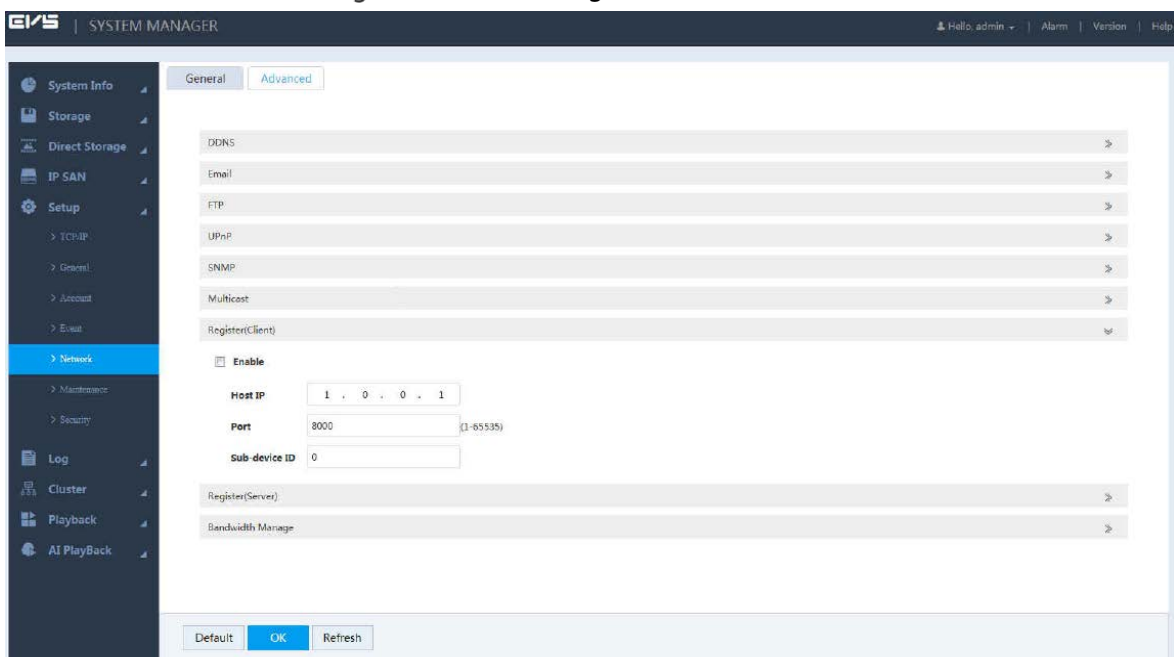 EVS | SYSTEM MANAGER
Hello, admin | Alarm | Version | Help
General Advanced
System Info
Storage
Direct Storage
IP SAN
Setup
> TCP/IP
> General
> Account
> Event
> Network
> Maintenance
> Security
Log
Cluster
Playback
AI PlayBack
DDNS
Email
FTP
UPnP
SNMP
Multicast
Register(Client)
Enable
Host IP 1 . 0 . 0 . 1
Port 8000 (1-65535)
Sub-device ID 0
Register(Server)
Bandwidth Manage
Default OK Refresh